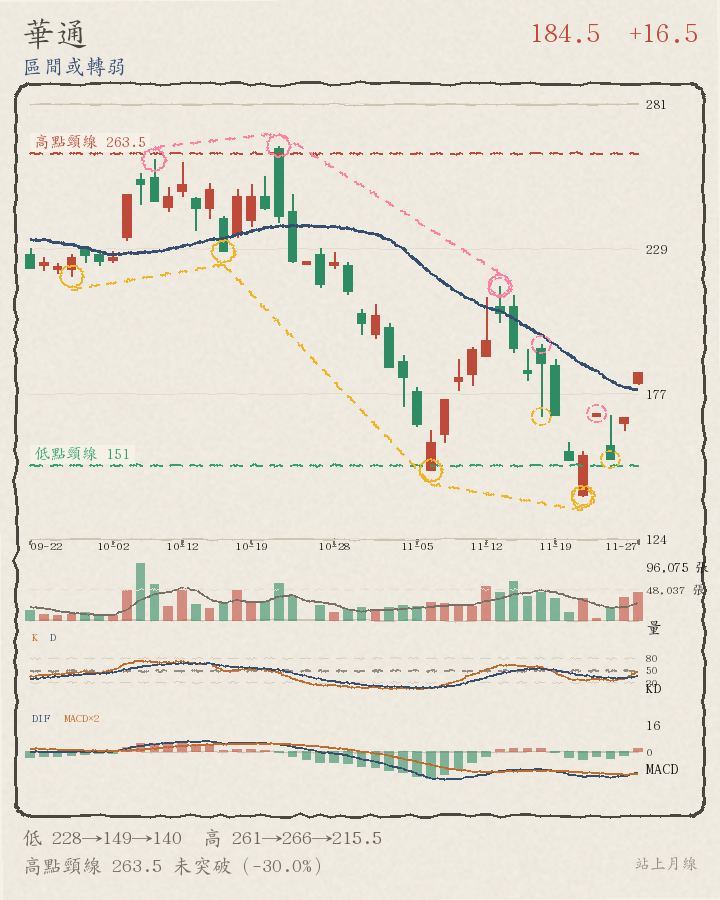 華通
184.5 +16.5
區間或轉弱
281
高點頸線 263.5
229
177
低點頸線 151
124
09-22 10-02 10-12 10-19 10-28 11-05 11-12 11-19 11-27
96,075 張
48,037 張
量
K D
80
50
20
KD
DIF MACD×2
16
0
MACD
低 228→149→140 高 261→266→215.5
高點頸線 263.5 未突破 (-30.0%)
站上月線